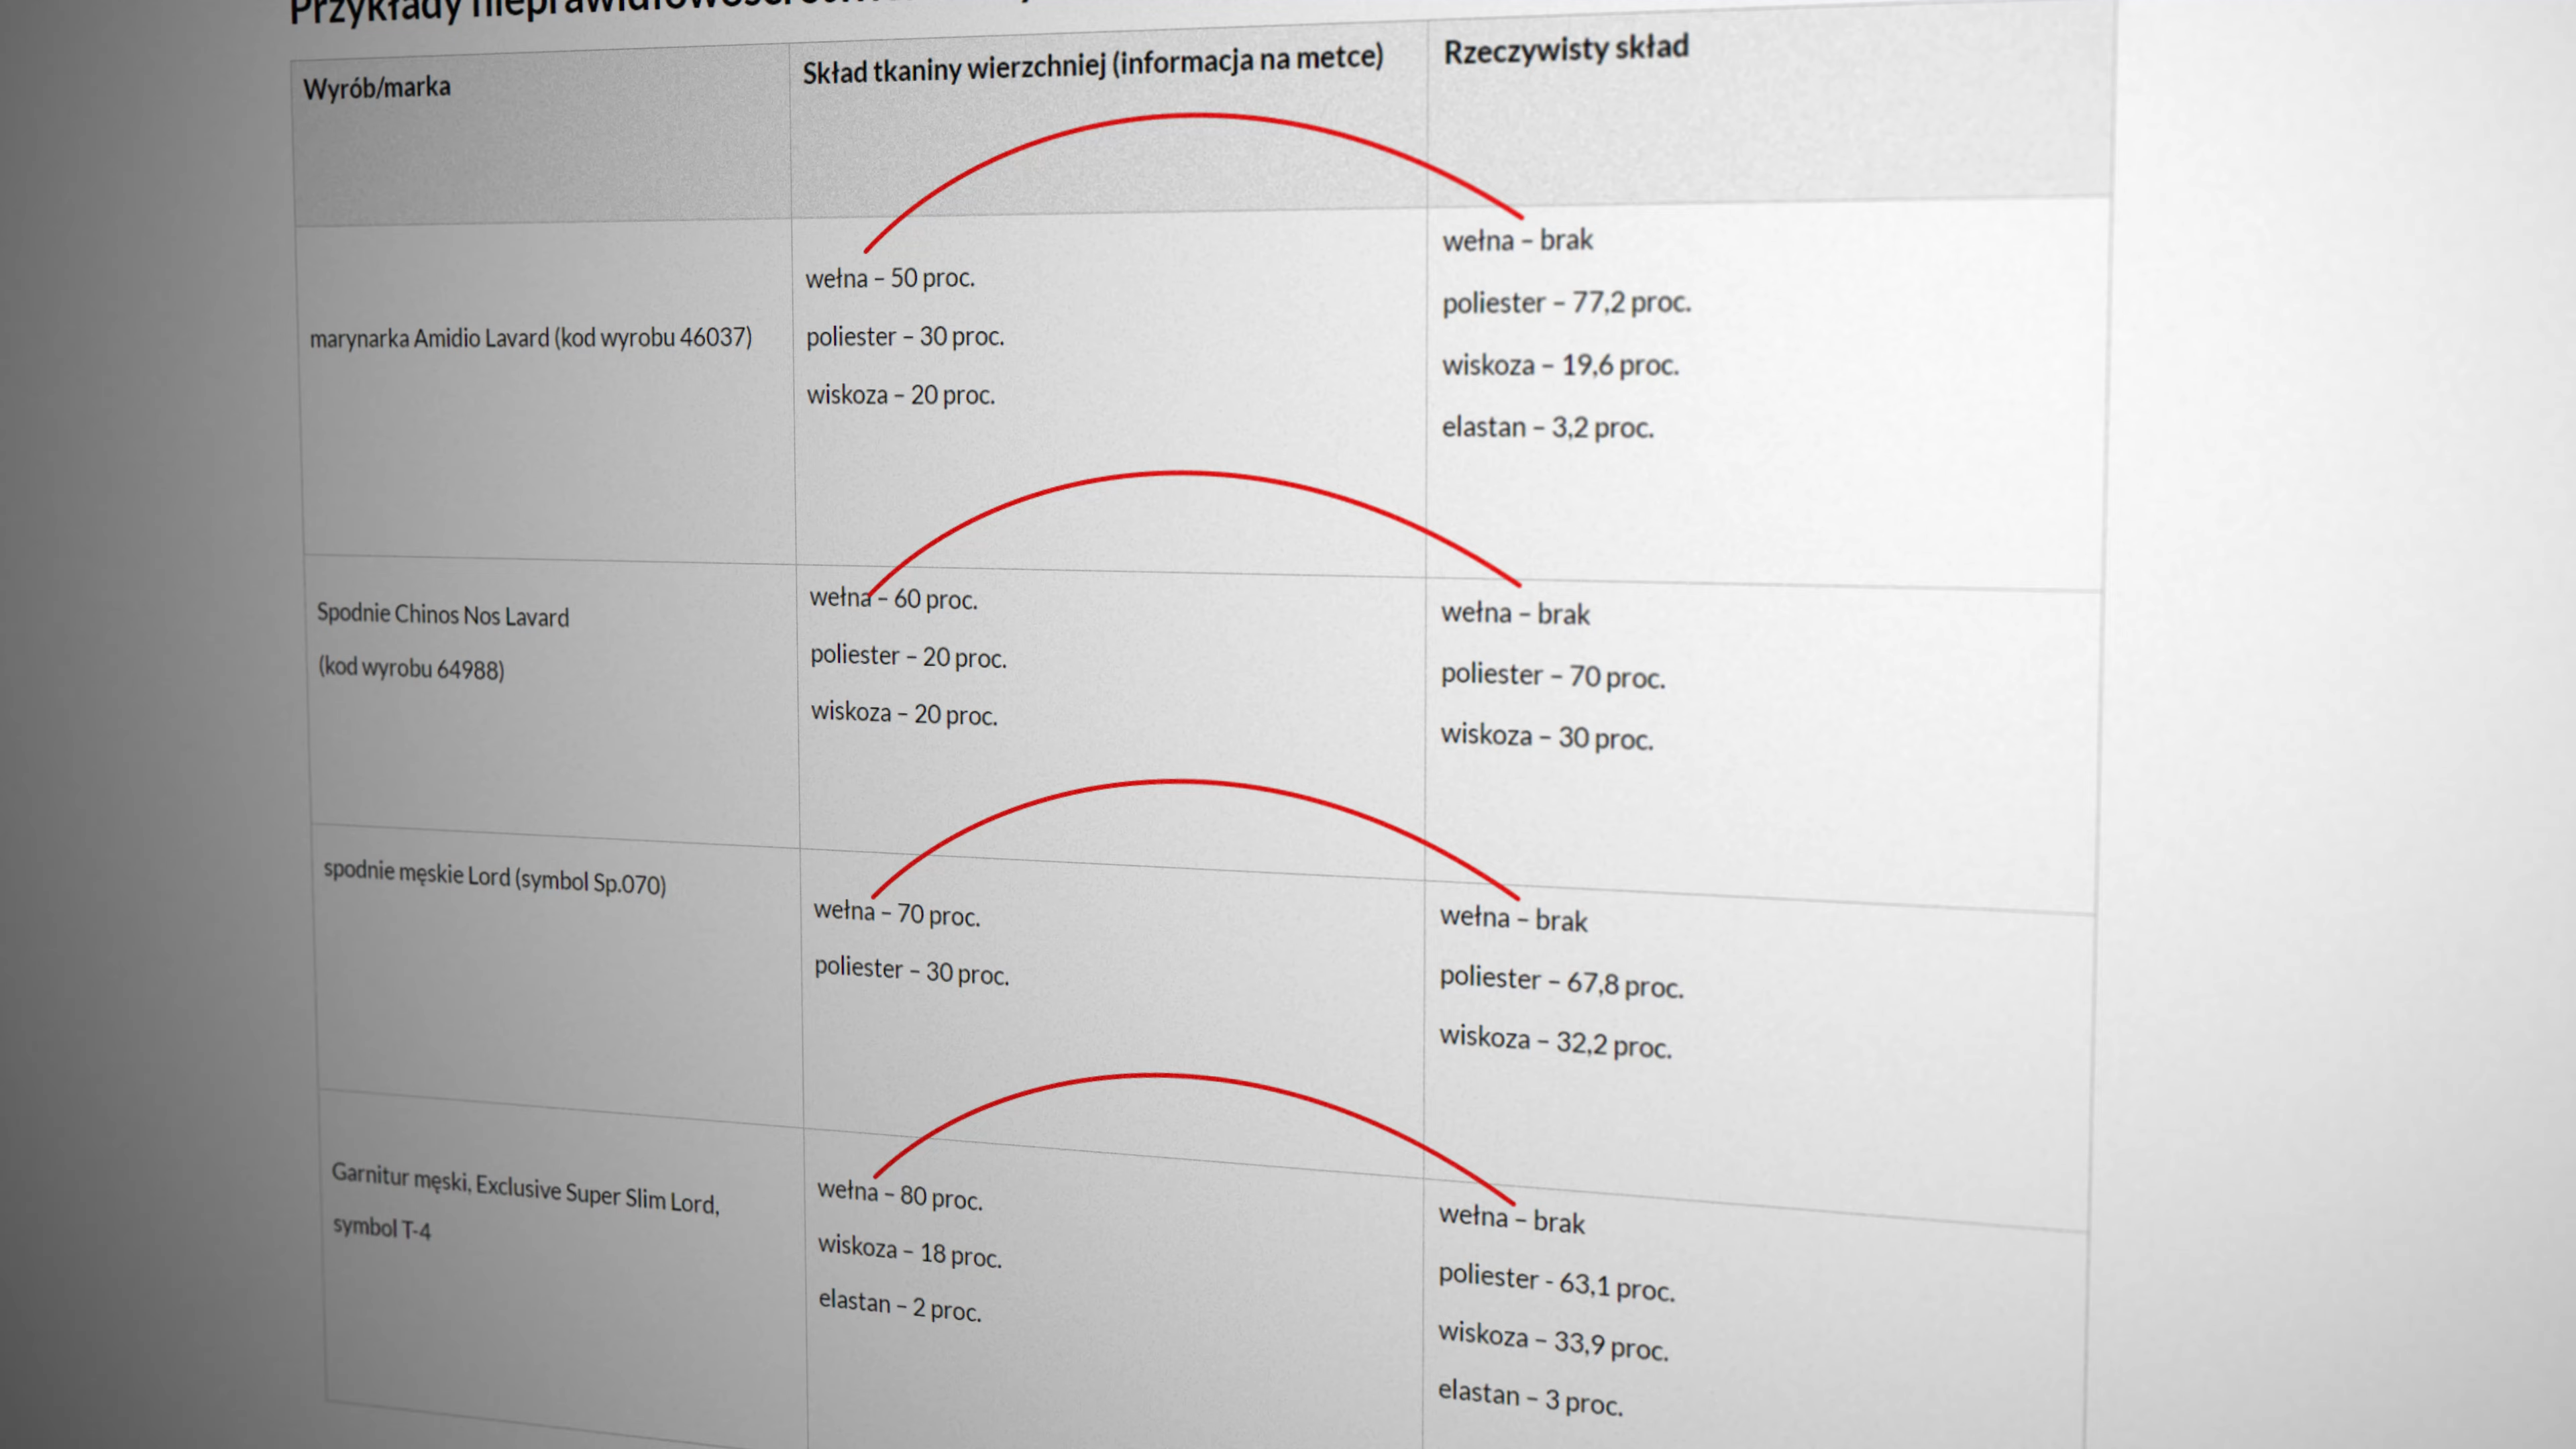 Przykłady
Wyrób/marka
Skład tkaniny wierzchniej (informacja na metce)
Rzeczywisty skład
marynarka Amidio Lavard (kod wyrobu 46037)
wełna – 50 proc.
poliester – 30 proc.
wiskoza – 20 proc.
wełna – brak
poliester – 77,2 proc.
wiskoza – 19,6 proc.
elastan – 3,2 proc.
Spodnie Chinos Nos Lavard
(kod wyrobu 64988)
wełna – 60 proc.
poliester – 20 proc.
wiskoza – 20 proc.
wełna – brak
poliester – 70 proc.
wiskoza – 30 proc.
spodnie męskie Lord (symbol Sp.070)
wełna – 70 proc.
poliester – 30 proc.
wełna – brak
poliester – 67,8 proc.
wiskoza – 32,2 proc.
Garnitur męski, Exclusive Super Slim Lord,
symbol T-4
wełna – 80 proc.
wiskoza – 18 proc.
elastan – 2 proc.
wełna – brak
poliester - 63,1 proc.
wiskoza – 33,9 proc.
elastan – 3 proc.